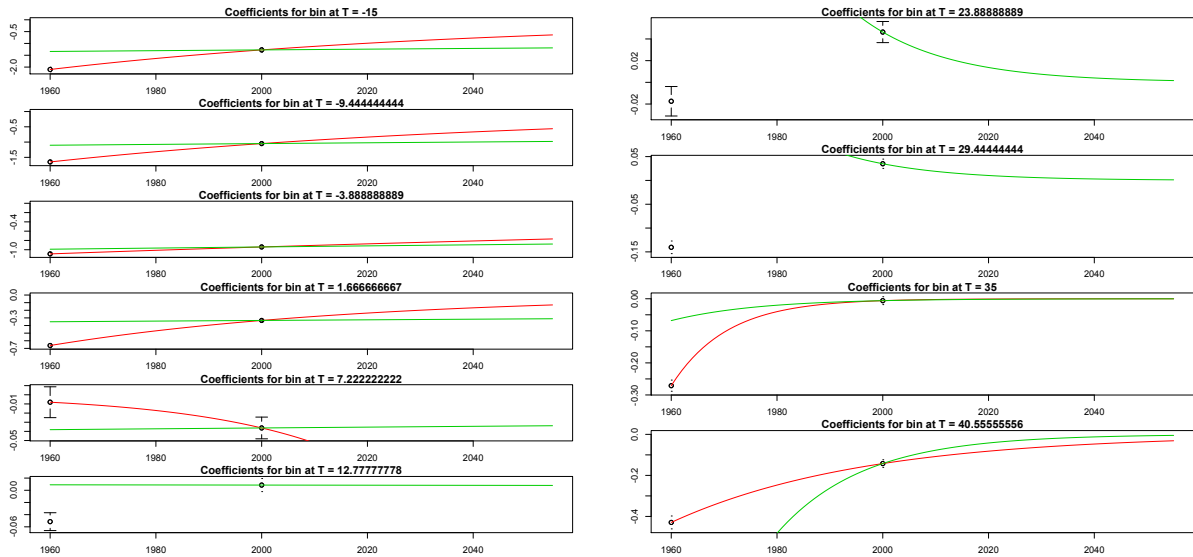 Coefficients for bin at T = -15
-0.5
-2.0
1960 1980 2000 2020 2040
Coefficients for bin at T = -9.444444444
-0.5
-1.5
1960 1980 2000 2020 2040
Coefficients for bin at T = -3.888888889
-0.4
-1.0
1960 1980 2000 2020 2040
Coefficients for bin at T = 1.666666667
0.0
-0.3
-0.7
1960 1980 2000 2020 2040
Coefficients for bin at T = 7.222222222
-0.01
-0.05
1960 1980 2000 2020 2040
Coefficients for bin at T = 12.77777778
0.00
-0.06
1960 1980 2000 2020 2040
Coefficients for bin at T = 23.88888889
0.02
-0.02
1960 1980 2000 2020 2040
Coefficients for bin at T = 29.44444444
0.05
-0.05
-0.15
1960 1980 2000 2020 2040
Coefficients for bin at T = 35
0.00
-0.10
-0.20
-0.30
1960 1980 2000 2020 2040
Coefficients for bin at T = 40.55555556
0.0
-0.2
-0.4
1960 1980 2000 2020 2040